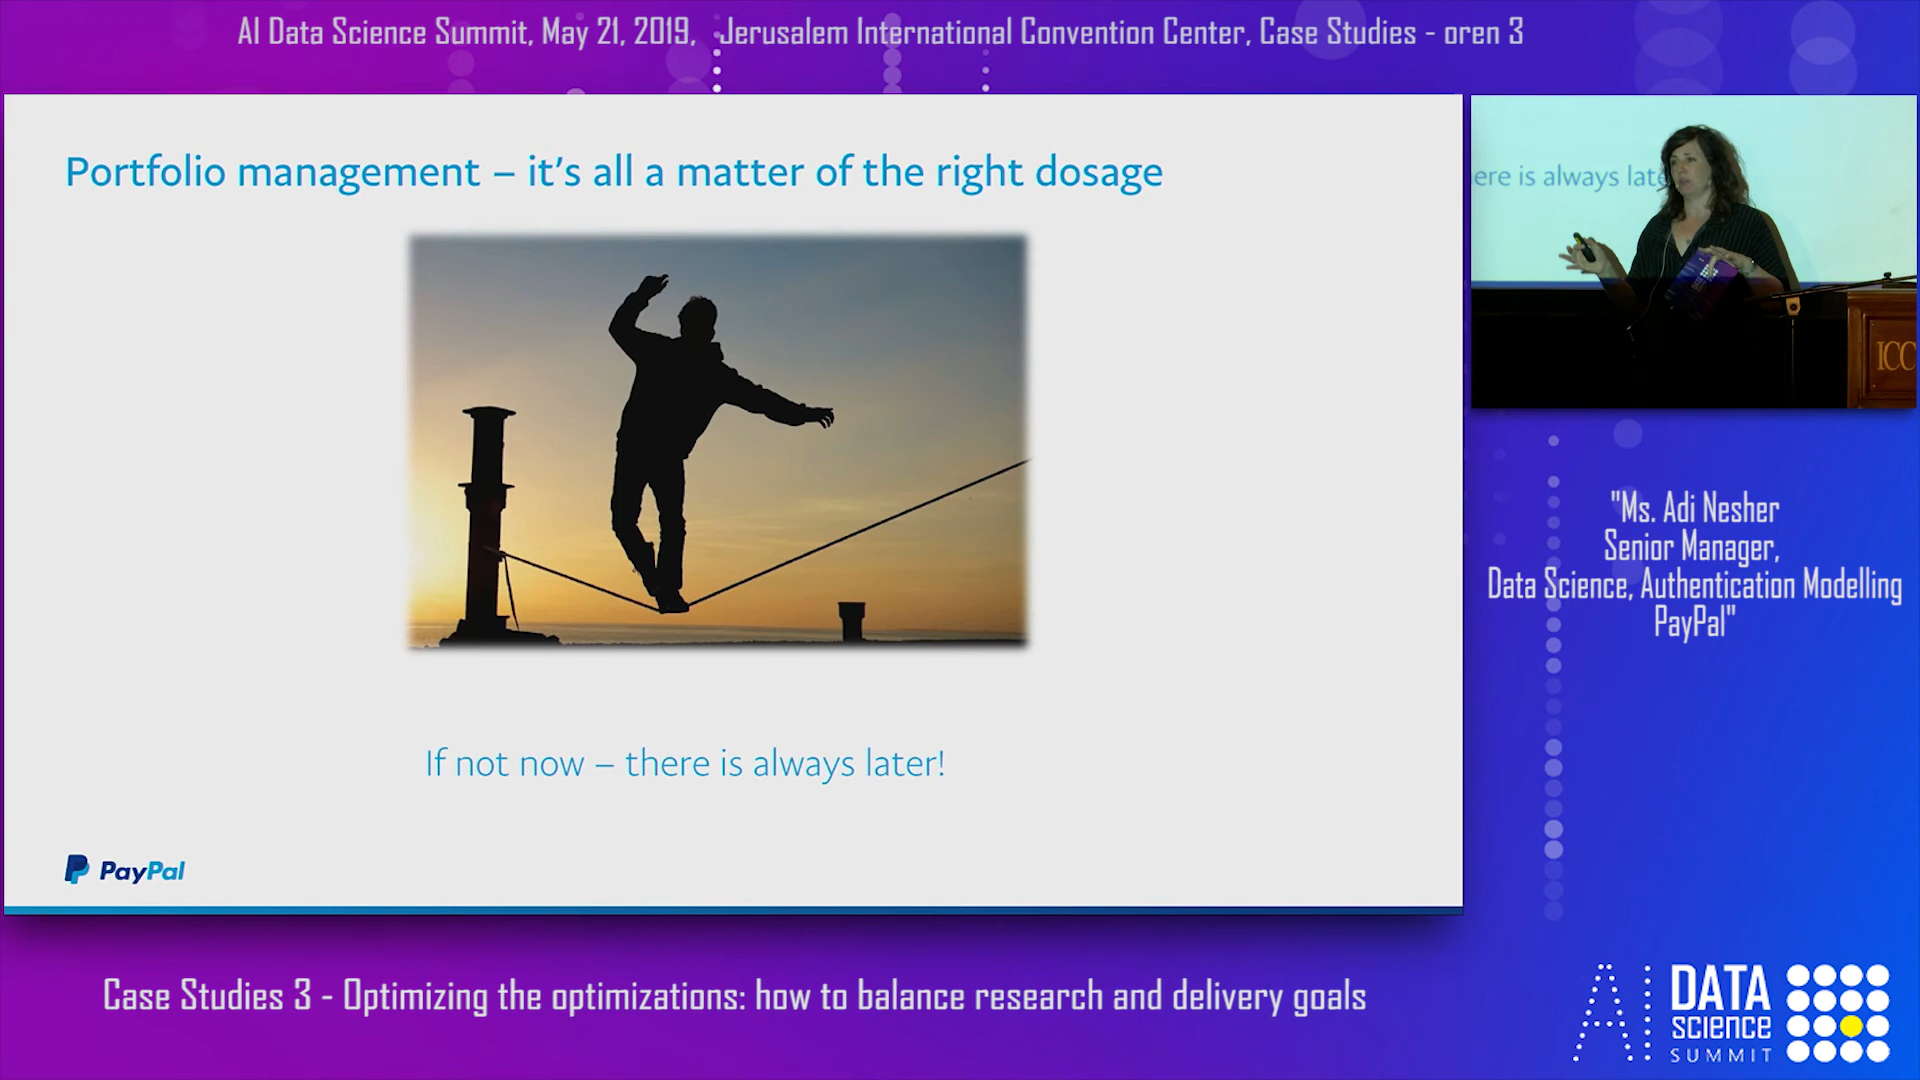 AI Data Science Summit, May 21, 2019, Jerusalem International Convention Center, Case Studies - oren 3
Portfolio management – it's all a matter of the right dosage
ere is always late
ICC
If not now – there is always later!
PayPal
"Ms. Adi Nesher
Senior Manager,
Data Science, Authentication Modelling
PayPal"
Case Studies 3 - Optimizing the optimizations: how to balance research and delivery goals
AI DATA
SCIENCE
SUMMIT